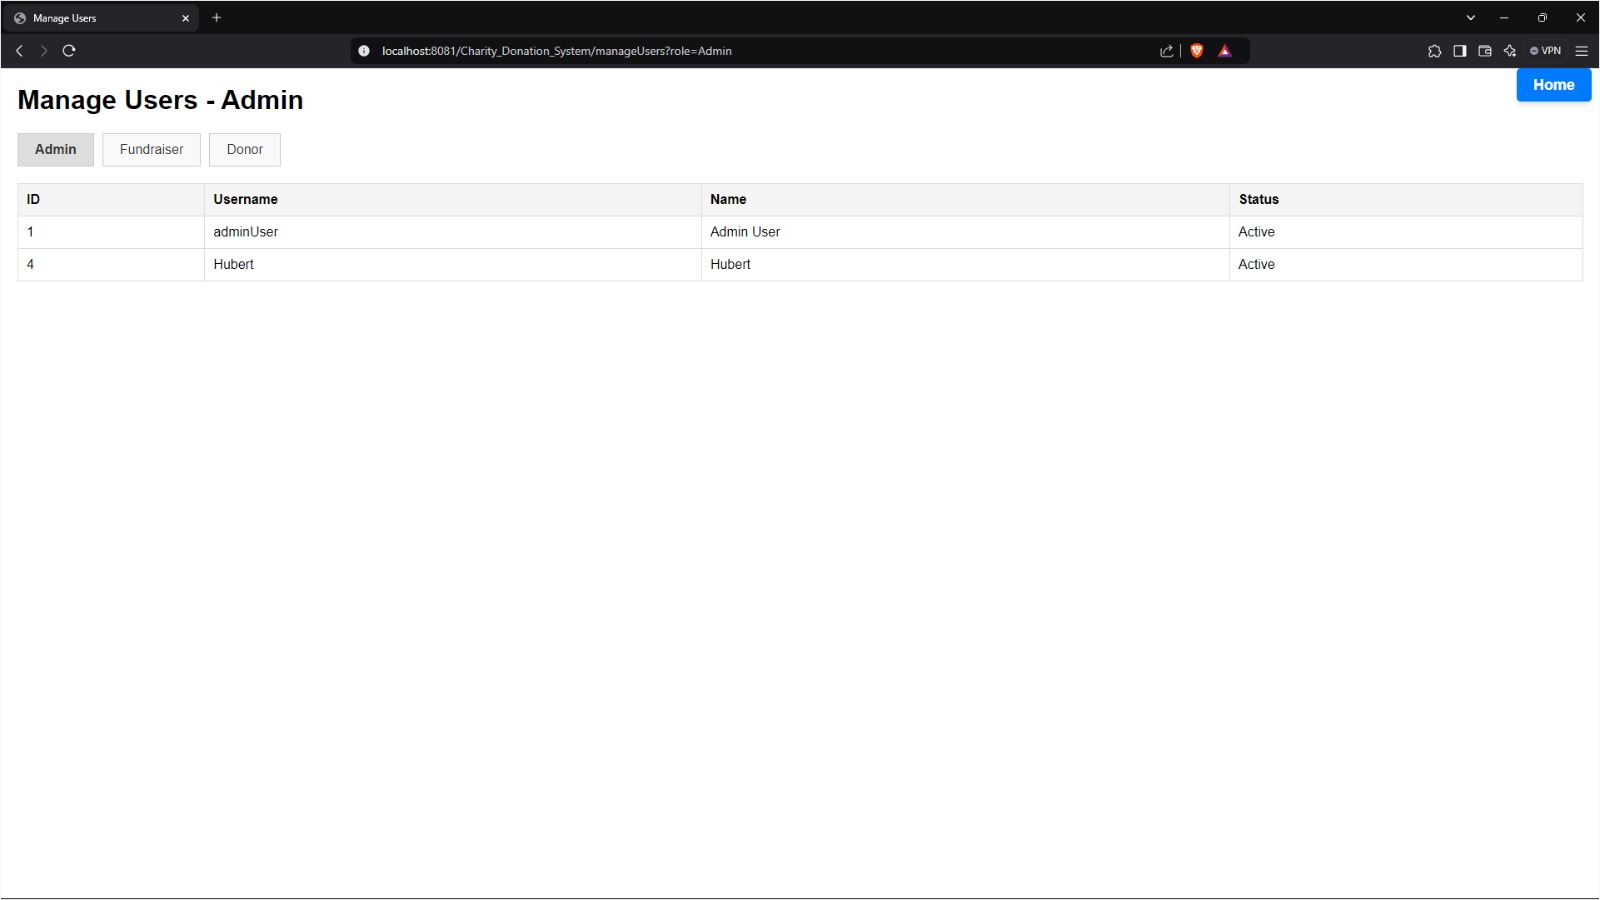 Manage Users
localhost:8081/Charity_Donation_System/manageUsers?role=Admin
VPN
Home
Manage Users - Admin
Admin Fundraiser Donor
ID Username Name Status
1 adminUser Admin User Active
4 Hubert Hubert Active